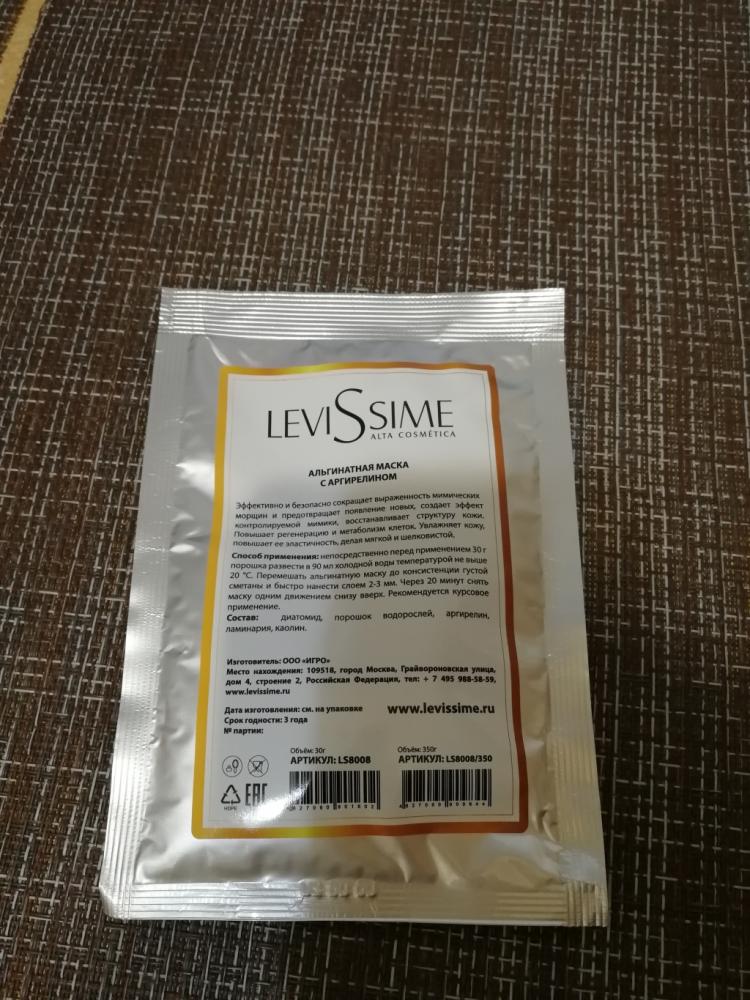 LEVISSIME
ALTA COSMÉTICA
АЛЬГИНАТНАЯ МАСКА
С АРГИРЕЛИНОМ
Эффективно и безопасно сокращает выраженность мимических
морщин и предотвращает появление новых, создает эффект
контролируемой мимики, восстанавливает структуру кожи.
Повышает регенерацию и метаболизм клеток. Увлажняет кожу,
повышает ее эластичность, делая мягкой и шелковистой.
Способ применения: непосредственно перед применением 30 г
порошка развести в 90 мл холодной воды температурой не выше
20 °C. Перемешать альгинатную маску до консистенции густой
сметаны и быстро нанести слоем 2-3 мм. Через 20 минут снять
маску одним движением снизу вверх. Рекомендуется курсовое
применение.
Состав: диатомид, порошок водорослей, аргирелин,
ламинария, каолин.
Изготовитель: ООО «ИГРО»
Место нахождения: 109518, город Москва, Грайвороновская улица,
дом 4, строение 2, Российская Федерация, тел: + 7 495 988-58-59,
www.levissime.ru
Дата изготовления: см. на упаковке www.levissime.ru
Срок годности: 3 года
№ партии:
Объём: 30г Объём: 350г
АРТИКУЛ: LS8008 АРТИКУЛ: LS8008/350
HDPE EAC